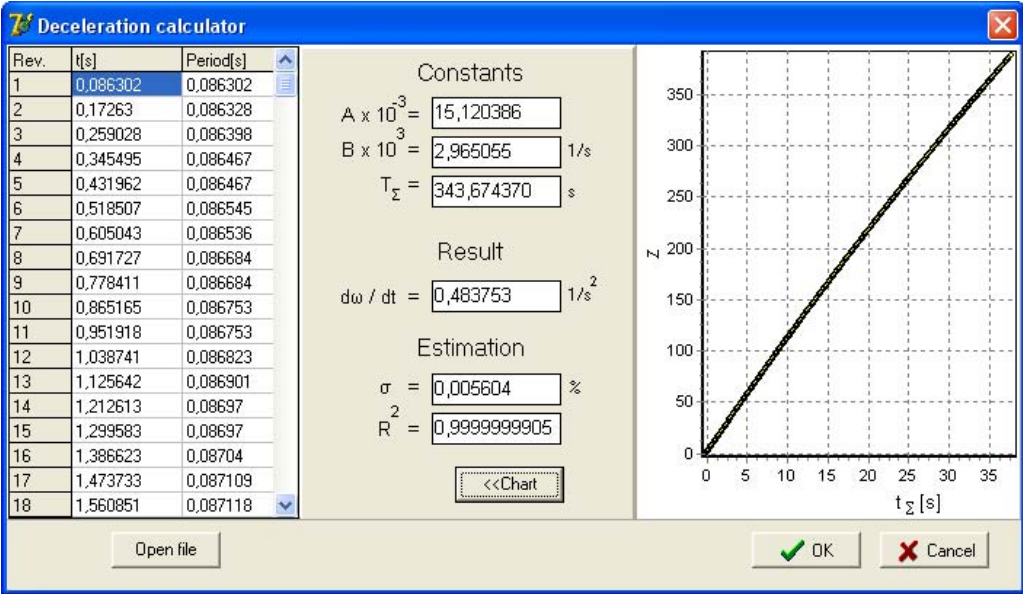 Deceleration calculator
Rev. t[s] Period[s]
1 0,086302 0,086302
2 0,17263 0,086328
3 0,259028 0,086398
4 0,345495 0,086467
5 0,431962 0,086467
6 0,518507 0,086545
7 0,605043 0,086536
8 0,691727 0,086684
9 0,778411 0,086684
10 0,865165 0,086753
11 0,951918 0,086753
12 1,038741 0,086823
13 1,125642 0,086901
14 1,212613 0,08697
15 1,299583 0,08697
16 1,386623 0,08704
17 1,473733 0,087109
18 1,560851 0,087118
Constants
A x 10⁻³ = 15,120386
B x 10³ = 2,965055 1/s
T_Σ = 343,674370 s
Result
dω / dt = 0,483753 1/s²
Estimation
σ = 0,005604 %
R² = 0,9999999905
<<Chart
Z
350
300
250
200
150
100
50
0
0 5 10 15 20 25 30 35
t_Σ [s]
Open file
OK
Cancel